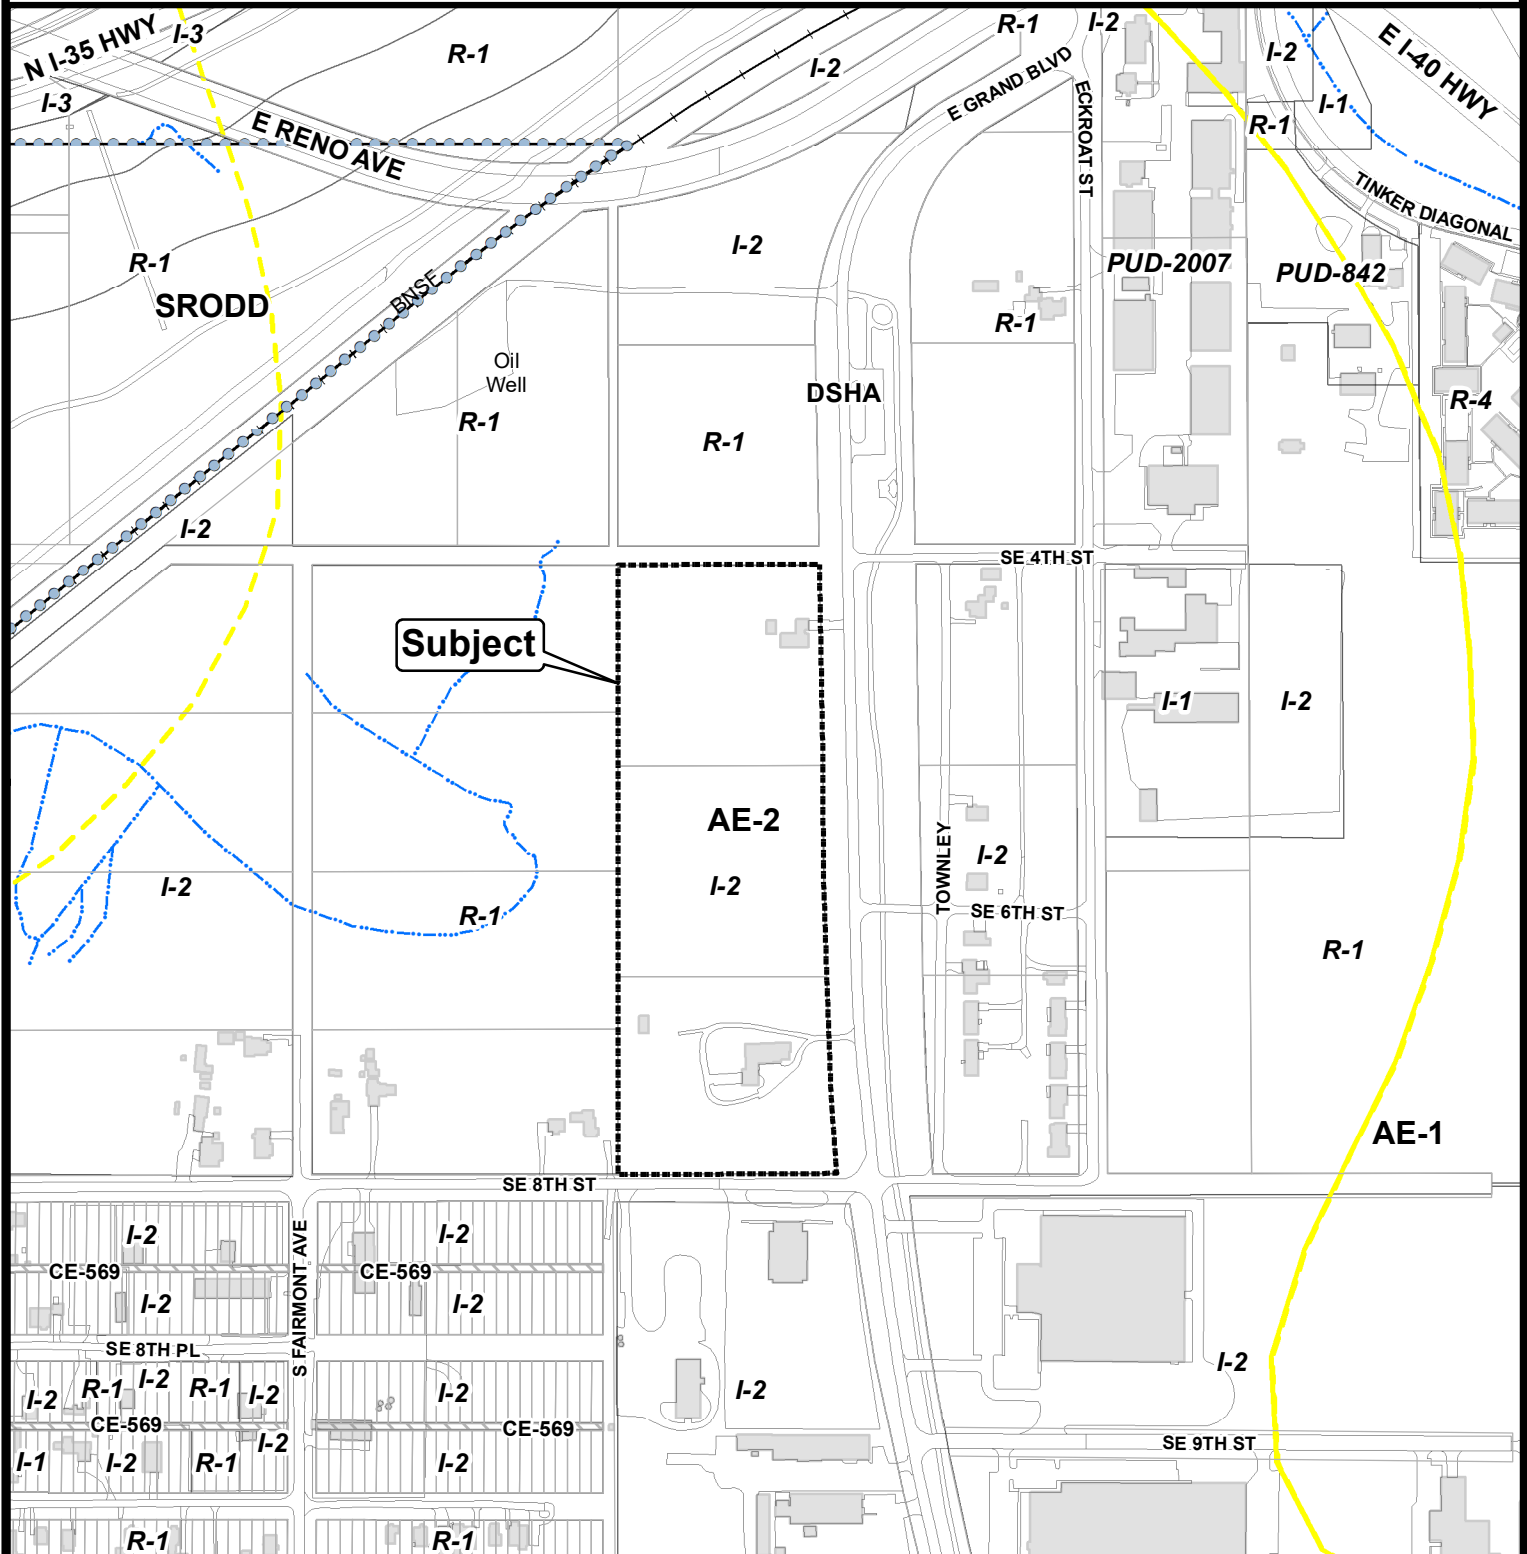 I-3
R-1
R-1
I-2
N I-35 HWY
I-2
I-2
E I-40 HWY
I-3
E GRAND BLVD
ECKROAT ST
I-1
R-1
E RENO AVE
TINKER DIAGONAL
I-2
R-1
PUD-2007
PUD-842
SRODD
BNSF
R-1
Oil
Well
DSHA
R-4
R-1
R-1
I-2
SE 4TH ST
Subject
I-1
I-2
AE-2
TOWNLEY
I-2
I-2
I-2
R-1
SE 6TH ST
R-1
AE-1
SE 8TH ST
I-2
S FAIRMONT AVE
I-2
CE-569
CE-569
I-2
I-2
SE 8TH PL
I-2
I-2
R-1
I-2
R-1
I-2
I-2
I-2
CE-569
CE-569
I-2
SE 9TH ST
I-1
I-2
R-1
I-2
R-1
R-1